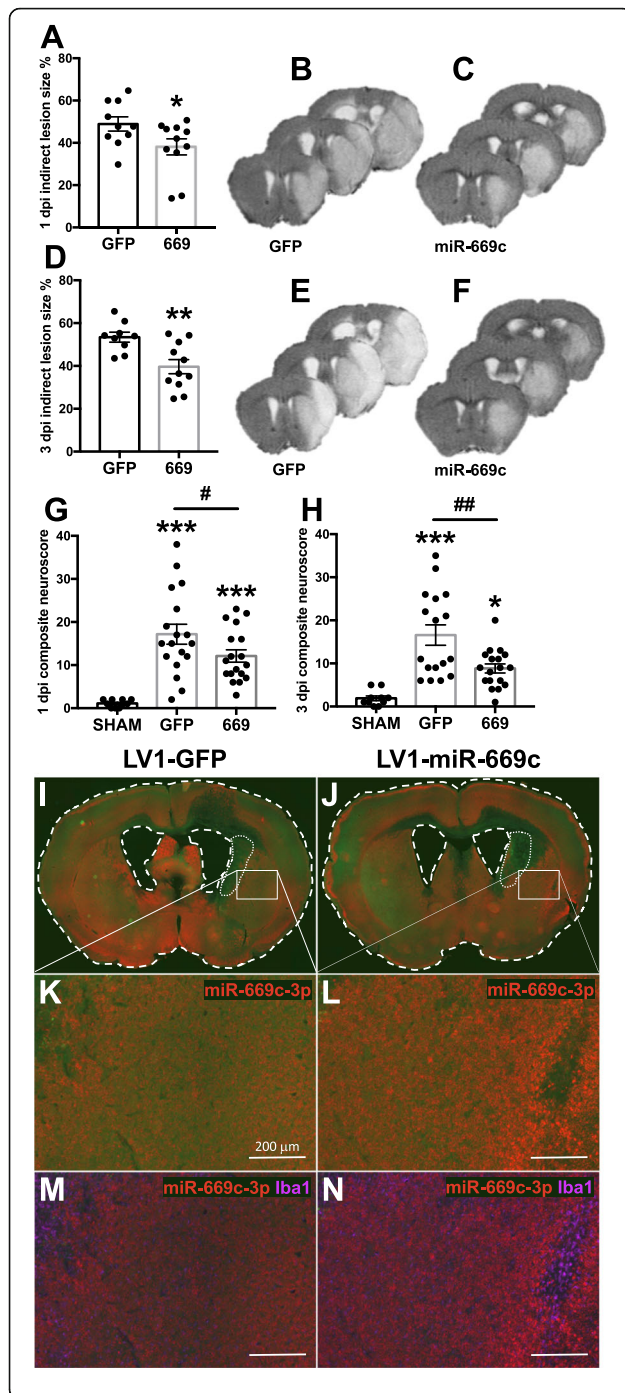 A
1 dpi indirect lesion size %
80
60
40
20
0
*
GFP 669
B
GFP
C
miR-669c
D
3 dpi indirect lesion size %
80
60
40
20
0
**
GFP 669
E
GFP
F
miR-669c
G
1 dpi composite neuroscore
40
30
20
10
0
#
***
***
SHAM GFP 669
H
3 dpi composite neuroscore
40
30
20
10
0
##
***
*
SHAM GFP 669
LV1-GFP
LV1-miR-669c
I
J
K
miR-669c-3p
200 µm
L
miR-669c-3p
M
miR-669c-3p Iba1
N
miR-669c-3p Iba1